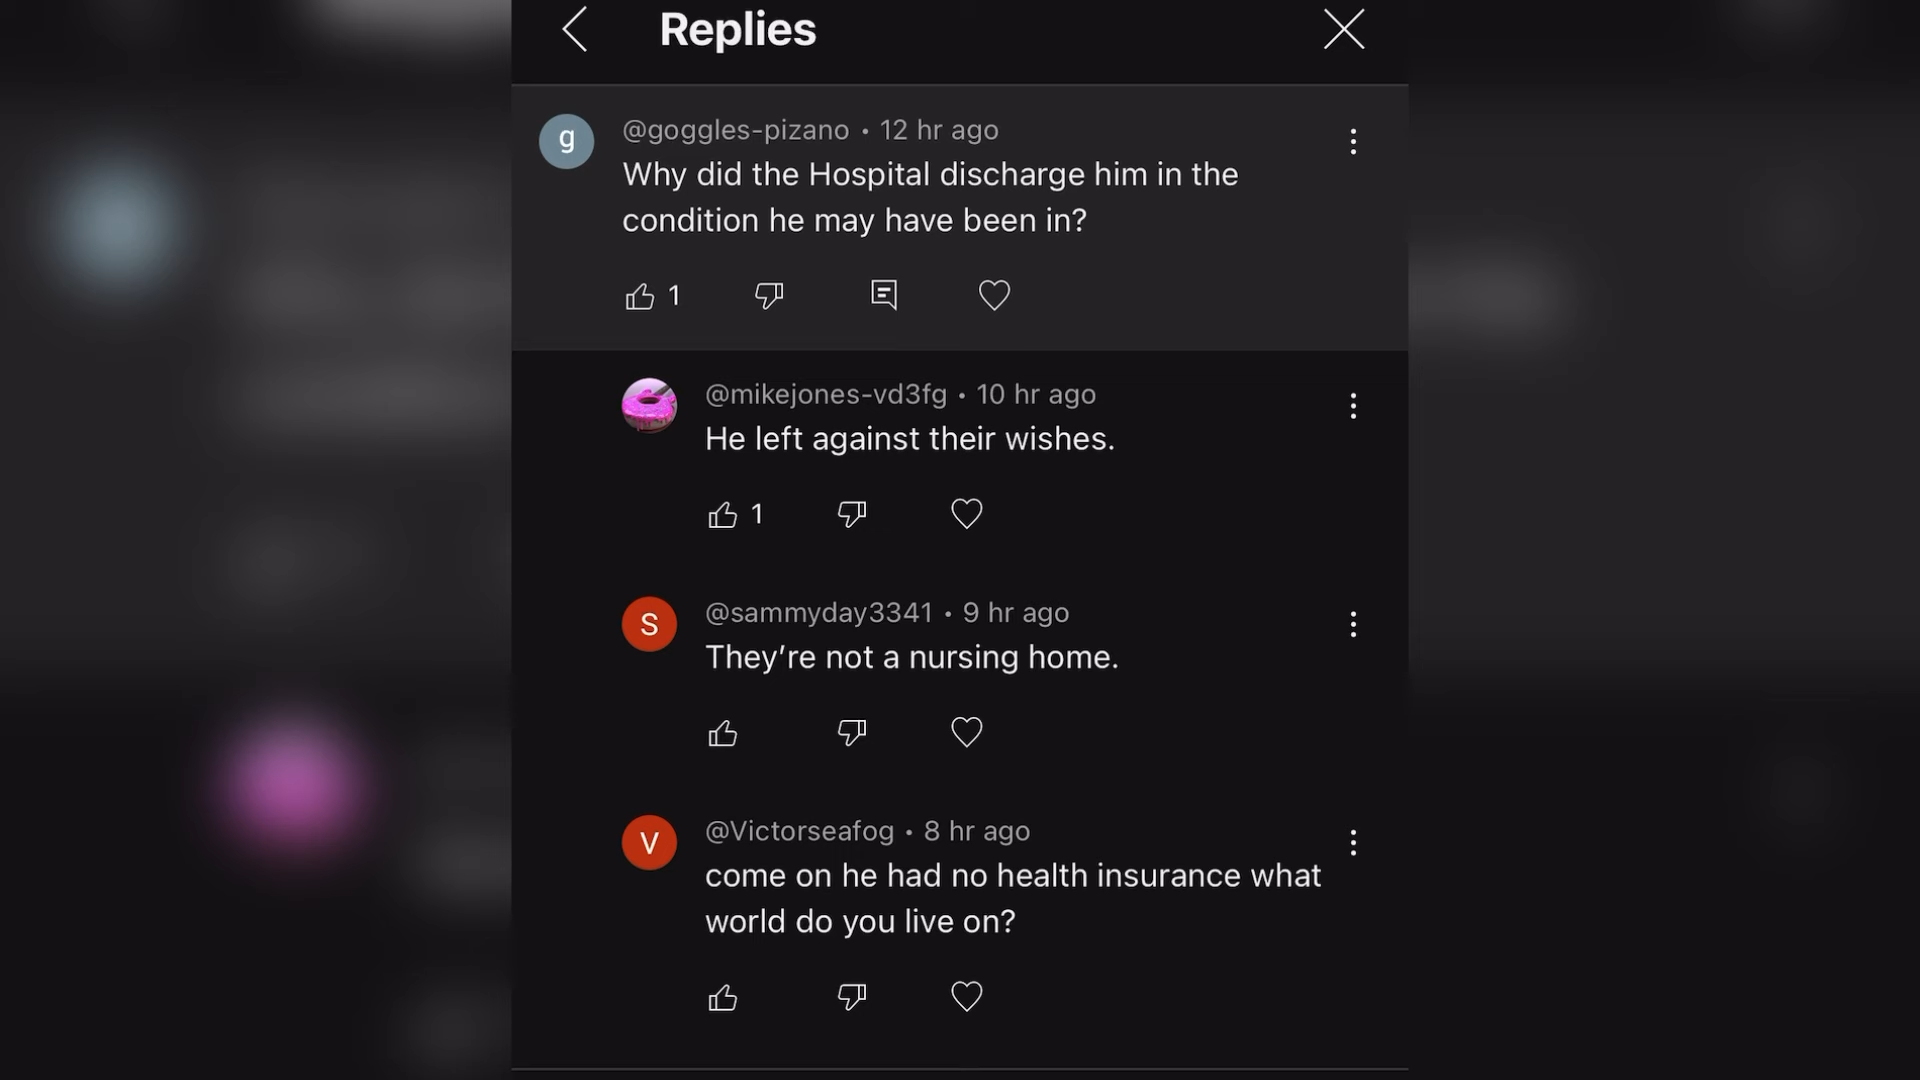 Replies
g
@goggles-pizano • 12 hr ago
Why did the Hospital discharge him in the
condition he may have been in?
1
@mikejones-vd3fg • 10 hr ago
He left against their wishes.
1
S
@sammyday3341 • 9 hr ago
They’re not a nursing home.
V
@Victorseafog • 8 hr ago
come on he had no health insurance what
world do you live on?